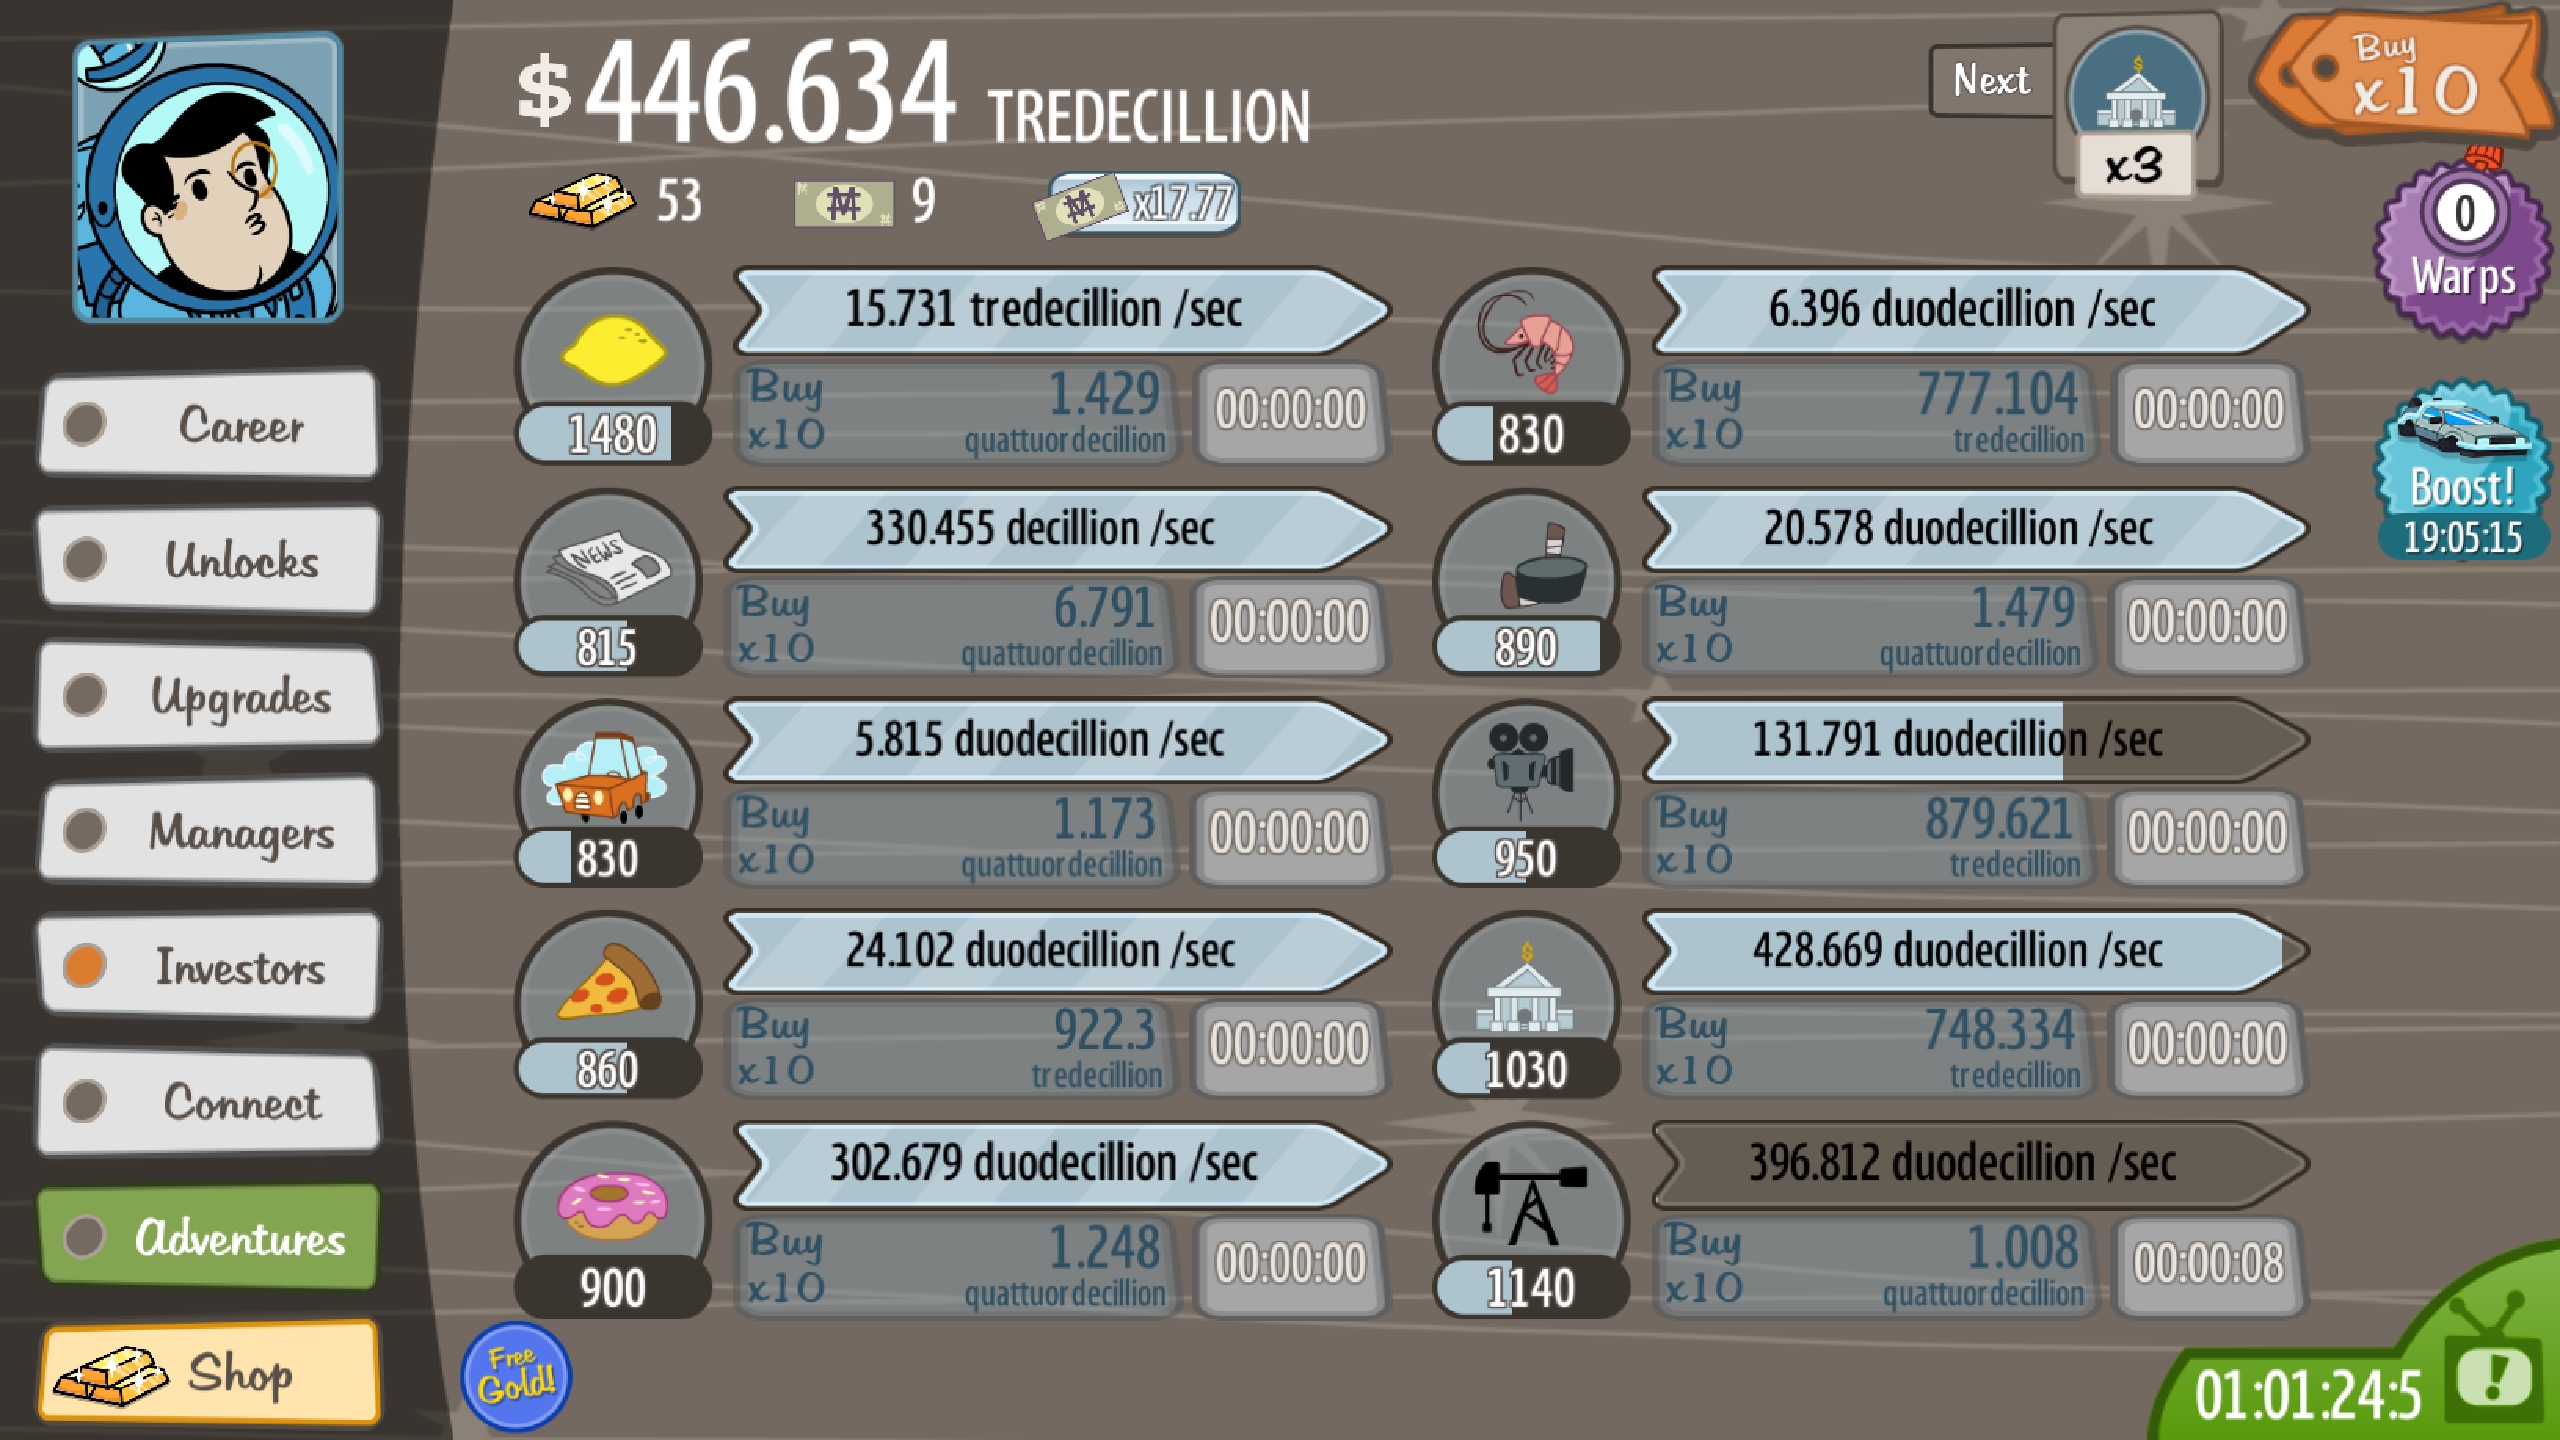 $446.634 TREDECILLION
53
9
x17.77
Next
x3
Buy
x10
0
Warps
Boost!
19:05:15
Career
Unlocks
Upgrades
Managers
Investors
Connect
Adventures
Shop
15.731 tredecillion /sec
1480
Buy
x10
1.429
quattuordecillion
00:00:00
NEWS
330.455 decillion /sec
815
Buy
x10
6.791
quattuordecillion
00:00:00
5.815 duodecillion /sec
830
Buy
x10
1.173
quattuordecillion
00:00:00
24.102 duodecillion /sec
860
Buy
x10
922.3
tredecillion
00:00:00
302.679 duodecillion /sec
900
Buy
x10
1.248
quattuordecillion
00:00:00
6.396 duodecillion /sec
830
Buy
x10
777.104
tredecillion
00:00:00
20.578 duodecillion /sec
890
Buy
x10
1.479
quattuordecillion
00:00:00
131.791 duodecillion /sec
950
Buy
x10
879.621
tredecillion
00:00:00
428.669 duodecillion /sec
1030
Buy
x10
748.334
tredecillion
00:00:00
396.812 duodecillion /sec
1140
Buy
x10
1.008
quattuordecillion
00:00:08
Free
Gold!
01:01:24:5